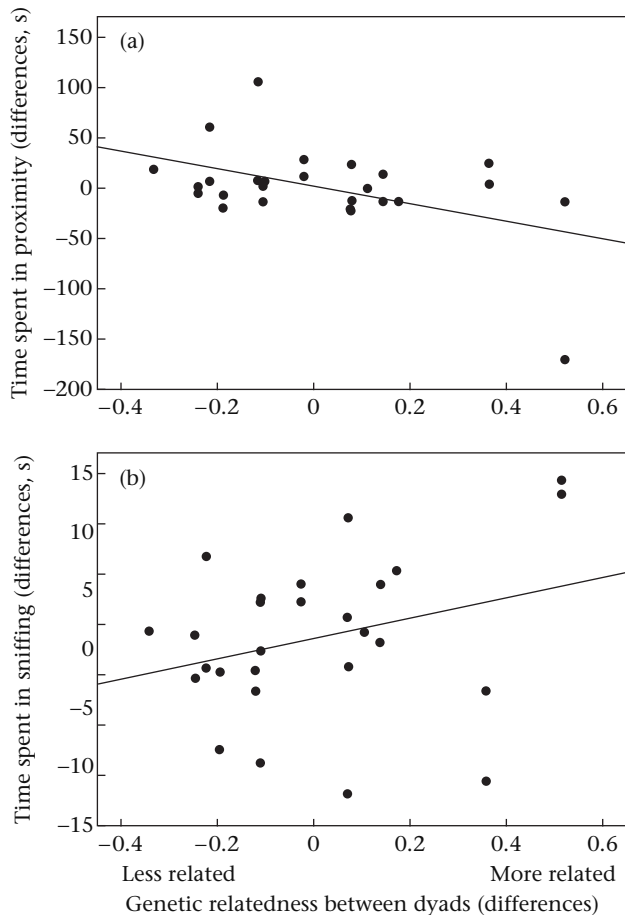 150
(a)
100
50
0
−50
−100
−150
−200
Time spent in proximity (differences, s)
−0.4 −0.2 0 0.2 0.4 0.6
15
(b)
10
5
0
−5
−10
−15
Time spent in sniffing (differences, s)
−0.4 −0.2 0 0.2 0.4 0.6
Less related More related
Genetic relatedness between dyads (differences)